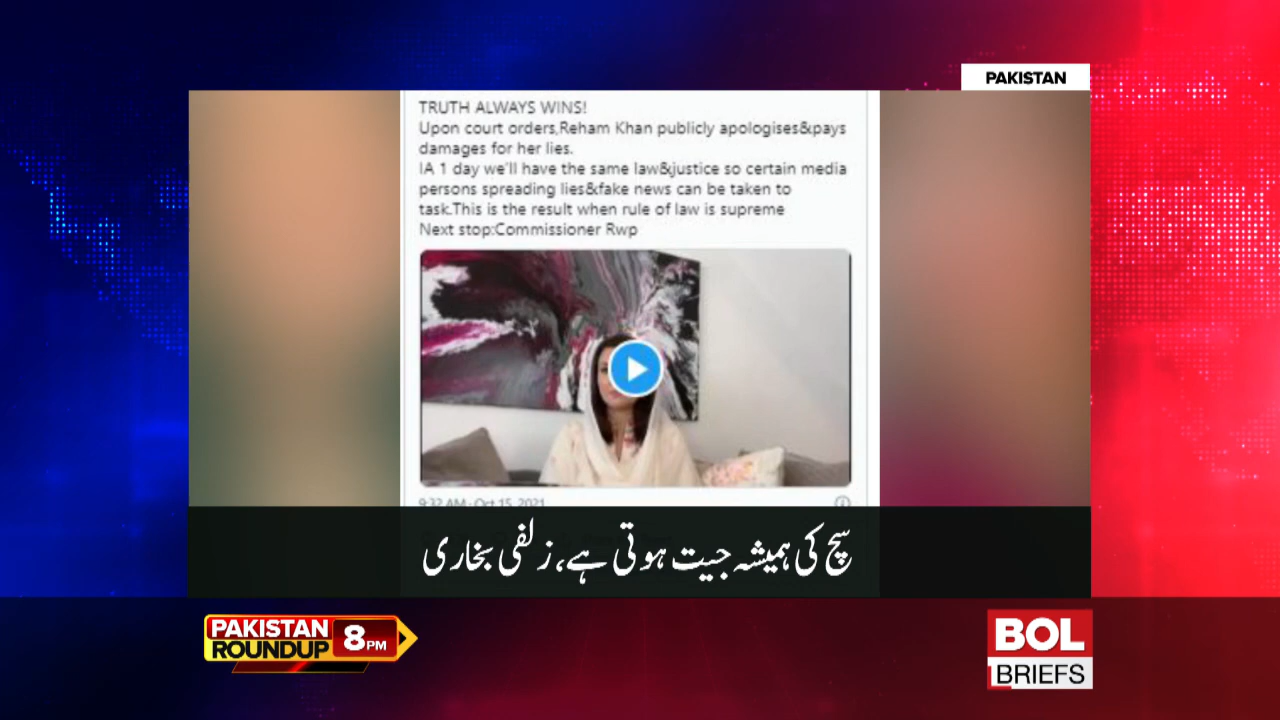 PAKISTAN
TRUTH ALWAYS WINS!
Upon court orders,Reham Khan publicly apologises&pays
damages for her lies.
IA 1 day we'll have the same law&justice so certain media
persons spreading lies&fake news can be taken to
task.This is the result when rule of law is supreme
Next stop:Commissioner Rwp
9:32 AM · Oct 15, 2021
سچ کی ہمیشہ جیت ہوتی ہے، زلفی بخاری
PAKISTAN
ROUNDUP
8PM
BOL
BRIEFS